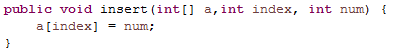 public void insert(int[] a,int index, int num) {
    a[index] = num;
}